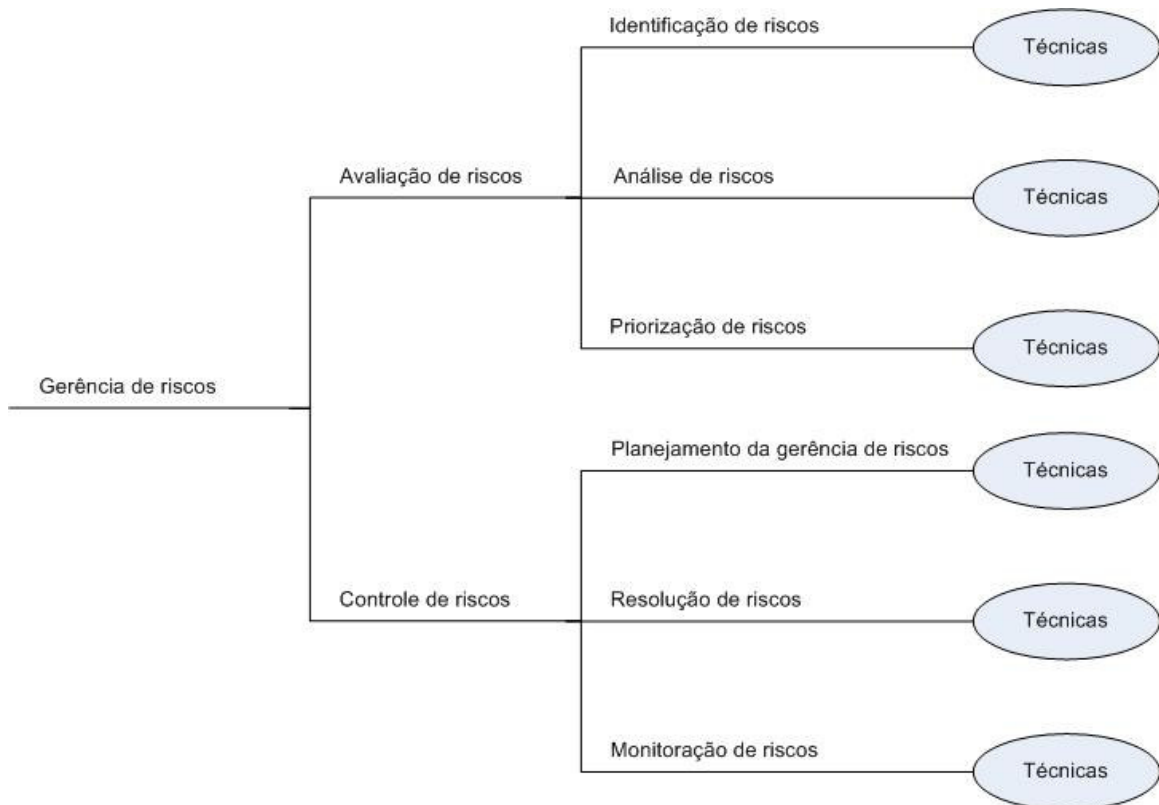 Identificação de riscos
Técnicas
Avaliação de riscos
Análise de riscos
Técnicas
Priorização de riscos
Técnicas
Gerência de riscos
Planejamento da gerência de riscos
Técnicas
Controle de riscos
Resolução de riscos
Técnicas
Monitoração de riscos
Técnicas